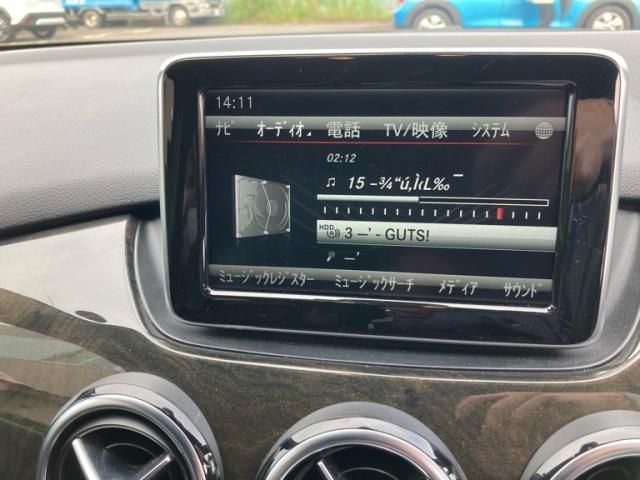 14:11
ﾅﾋﾞ ｵｰﾃﾞｨｵ 電話 TV/映像 ｼｽﾃﾑ
02:12
15 –¾“ú‚Ì‹L‰¯
HDD 3 —’ - GUTS!
—’
ﾐｭｰｼﾞｯｸﾚｼﾞｽﾀｰ ﾐｭｰｼﾞｯｸｻｰﾁ ﾒﾃﾞｨｱ ｻｳﾝﾄﾞ